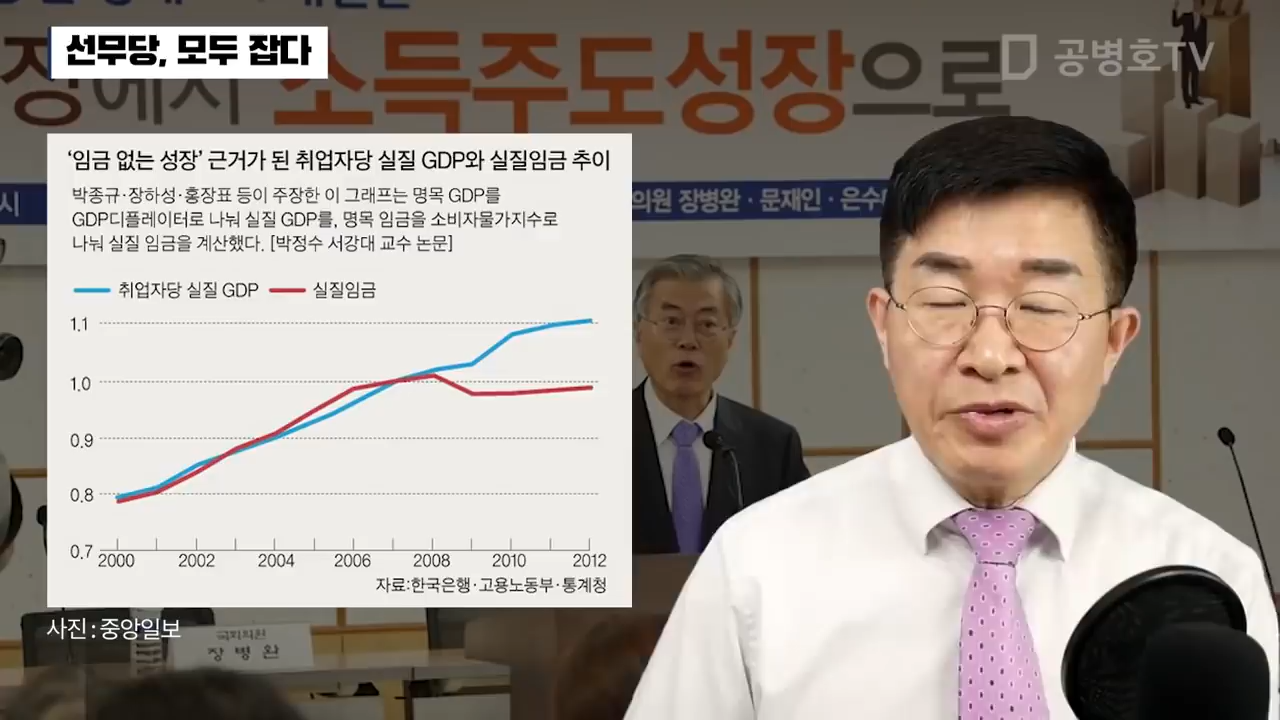 선무당, 모두 잡다
공병호TV
장에서 소득주도성장으로
의원 장병완·문재인·은수
시
'임금 없는 성장' 근거가 된 취업자당 실질 GDP와 실질임금 추이
박종규·장하성·홍장표 등이 주장한 이 그래프는 명목 GDP를
GDP디플레이터로 나눠 실질 GDP를, 명목 임금을 소비자물가지수로
나눠 실질 임금을 계산했다. [박정수 서강대 교수 논문]
취업자당 실질 GDP 실질임금
1.1
1.0
0.9
0.8
0.7
2000 2002 2004 2006 2008 2010 2012
자료:한국은행·고용노동부·통계청
사진 : 중앙일보
국회의원
장병완